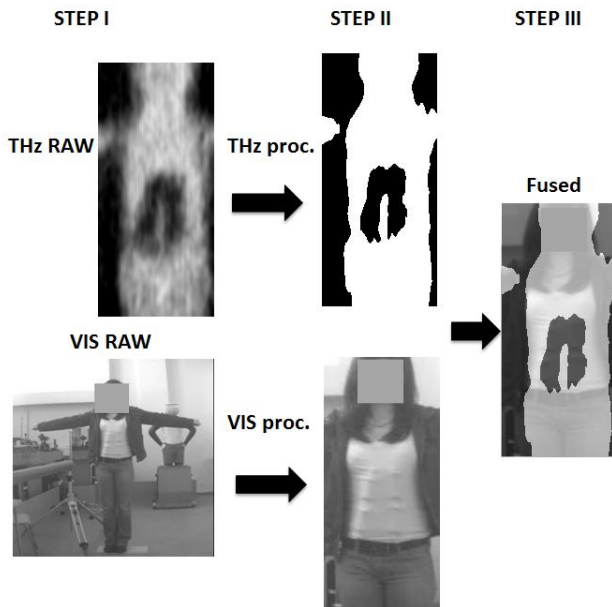 STEP I
STEP II
STEP III
THz RAW
THz proc.
Fused
VIS RAW
VIS proc.